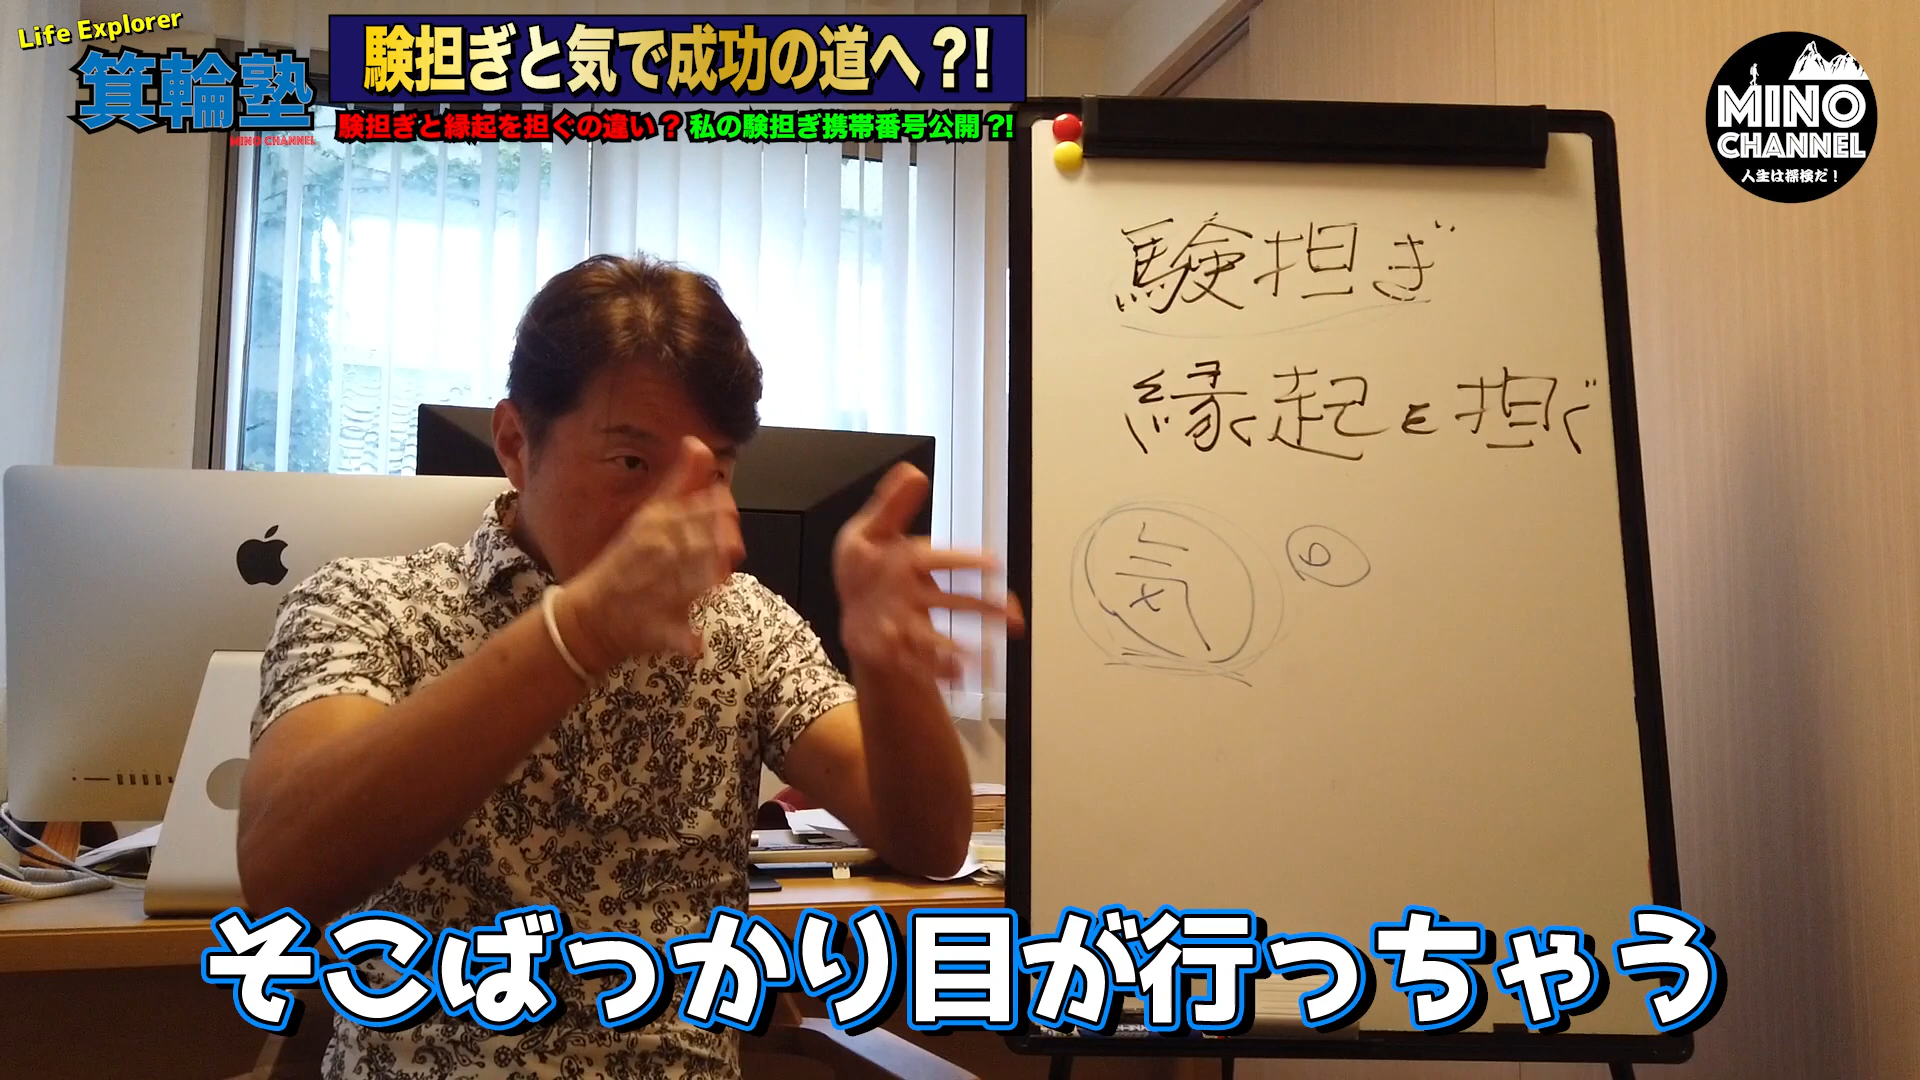 Life Explorer
箕輪塾
MINO CHANNEL
験担ぎと気で成功の道へ?!
験担ぎと縁起を担ぐの違い? 私の験担ぎ携帯番号公開?!
MINO
CHANNEL
人生は探検だ!
験担ぎ
縁起を担ぐ
気
そこばっかり目が行っちゃう